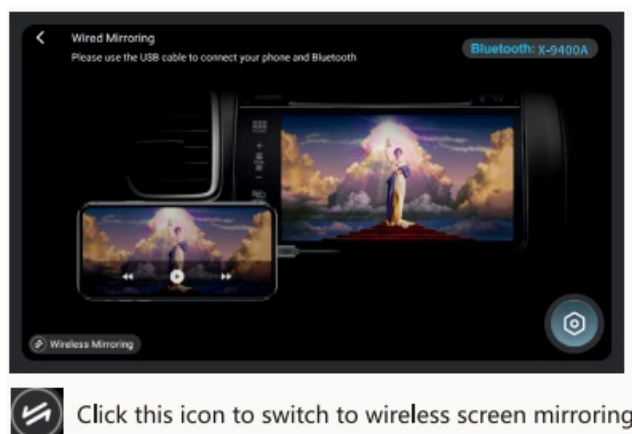 Wired Mirroring
Please use the USB cable to connect your phone and Bluetooth
Bluetooth: X-9400A
Wireless Mirroring
Click this icon to switch to wireless screen mirroring